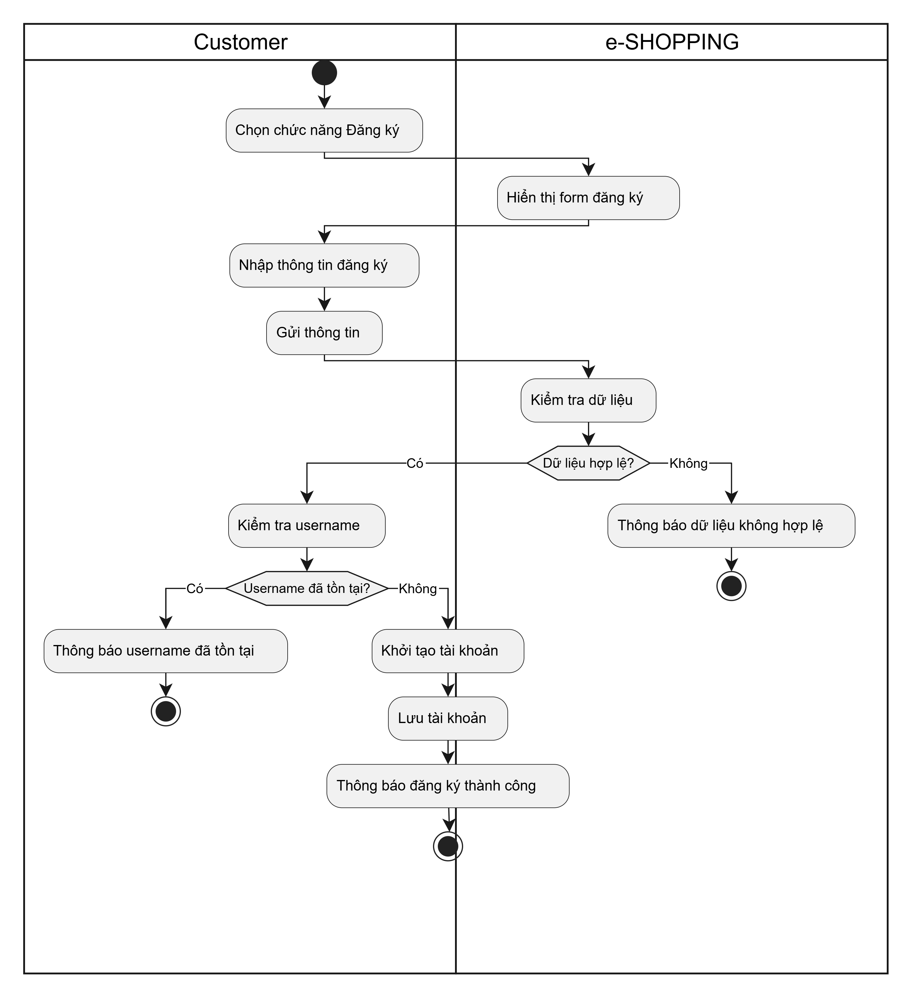 Customer
e-SHOPPING
Chọn chức năng Đăng ký
Hiển thị form đăng ký
Nhập thông tin đăng ký
Gửi thông tin
Kiểm tra dữ liệu
Có
Dữ liệu hợp lệ?
Không
Kiểm tra username
Thông báo dữ liệu không hợp lệ
Có
Username đã tồn tại?
Không
Thông báo username đã tồn tại
Khởi tạo tài khoản
Lưu tài khoản
Thông báo đăng ký thành công